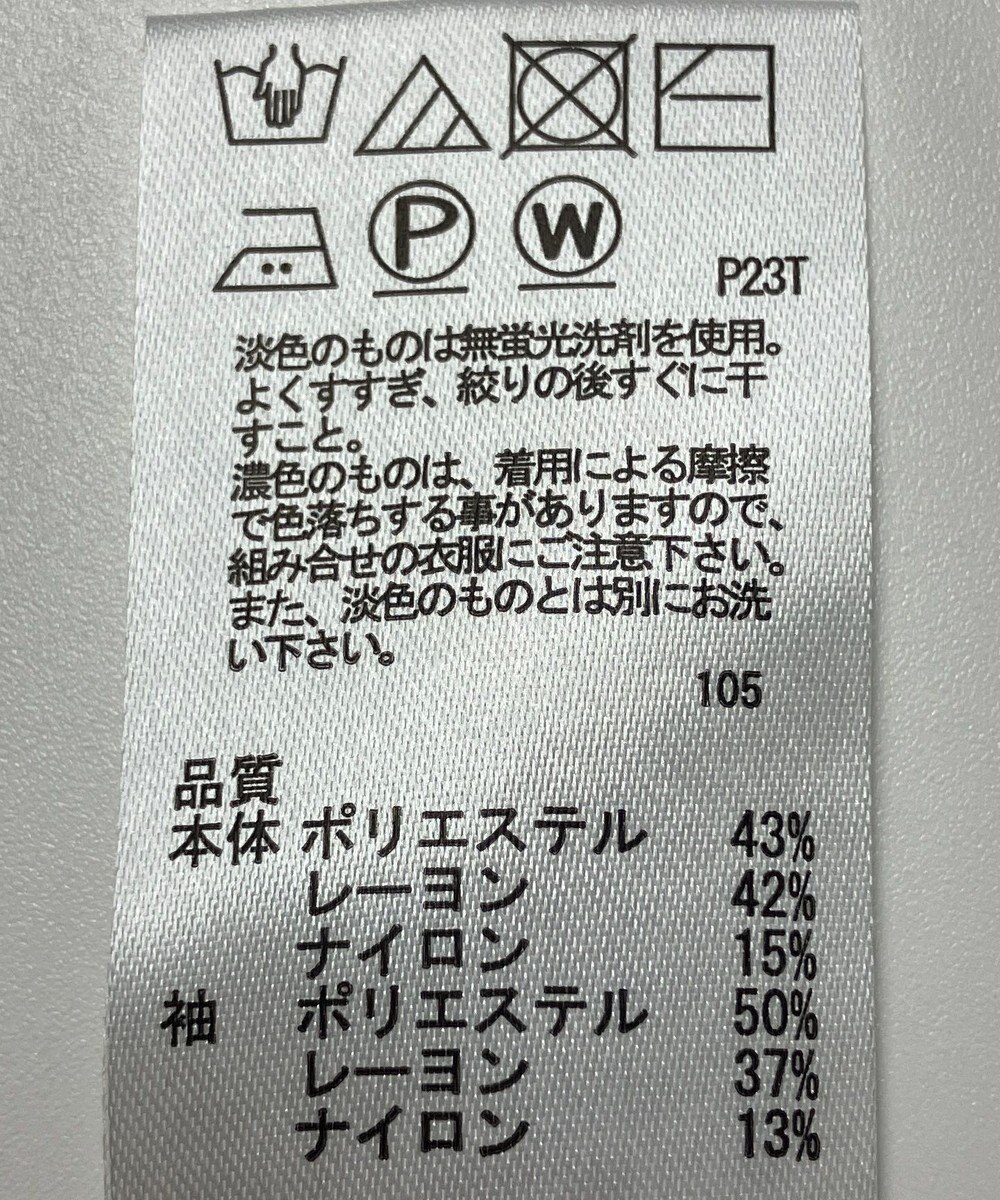 P W
P23T
淡色のものは無蛍光洗剤を使用。
よくすすぎ、絞りの後すぐに干
すこと。
濃色のものは、着用による摩擦
で色落ちする事がありますので、
組み合せの衣服にご注意下さい。
また、淡色のものとは別にお洗
い下さい。
105
品質
本体 ポリエステル 43%
レーヨン 42%
ナイロン 15%
袖 ポリエステル 50%
レーヨン 37%
ナイロン 13%